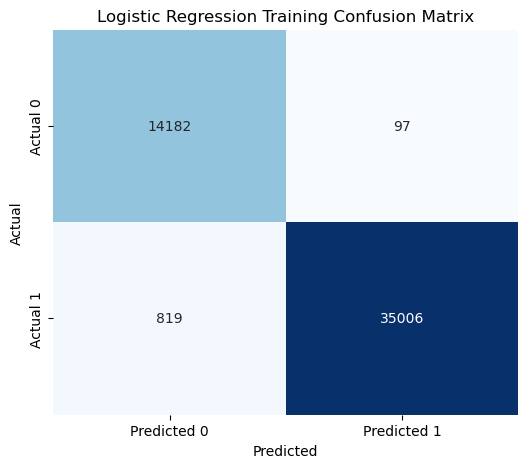 Logistic Regression Training Confusion Matrix
Actual 0
14182
97
Actual
Actual 1
819
35006
Predicted 0
Predicted 1
Predicted